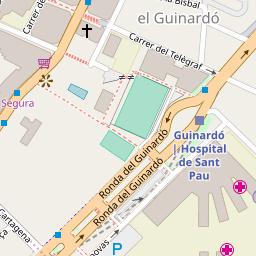 Bisbal
el Guinardó
Carrer del Telègraf
Carrer de
Segura
Guinardó
| Hospital
de Sant
Pau
Ronda del Guinardó
Ronda del Guinardó
Cartagena
novas
P